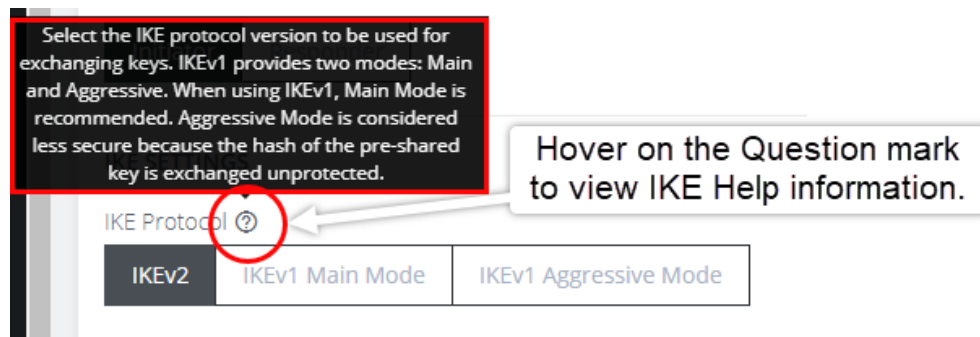 Select the IKE protocol version to be used for
exchanging keys. IKEv1 provides two modes: Main
and Aggressive. When using IKEv1, Main Mode is
recommended. Aggressive Mode is considered
less secure because the hash of the pre-shared
key is exchanged unprotected.
Hover on the Question mark
to view IKE Help information.
IKE Protocol
IKEv2 IKEv1 Main Mode IKEv1 Aggressive Mode